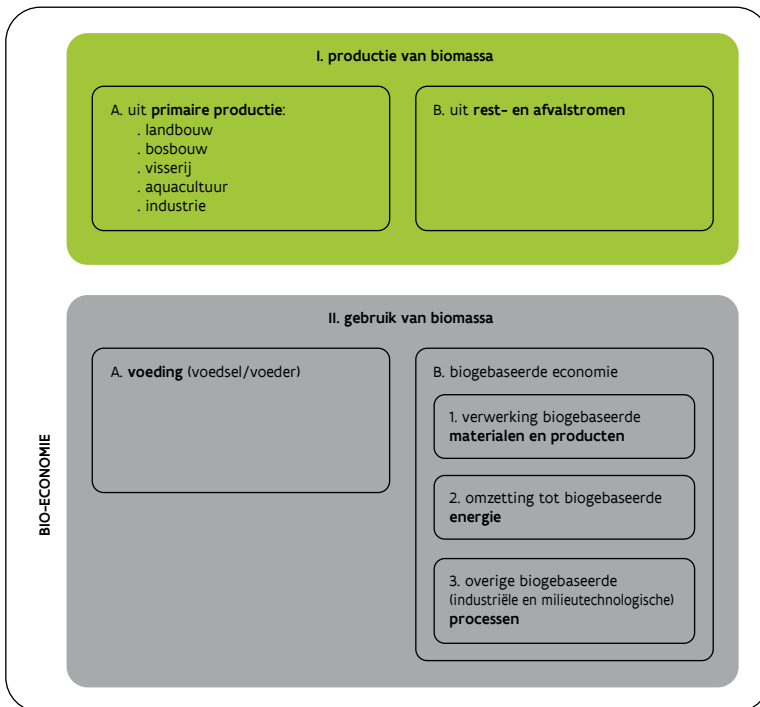 I. productie van biomassa
A. uit primaire productie:
. landbouw
. bosbouw
. visserij
. aquacultuur
. industrie
B. uit rest- en afvalstromen
II. gebruik van biomassa
A. voeding (voedsel/voeder)
B. biogebaseerde economie
1. verwerking biogebaseerde
materialen en producten
2. omzetting tot biogebaseerde
energie
3. overige biogebaseerde
(industriële en milieutechnologische)
processen
BIO-ECONOMIE